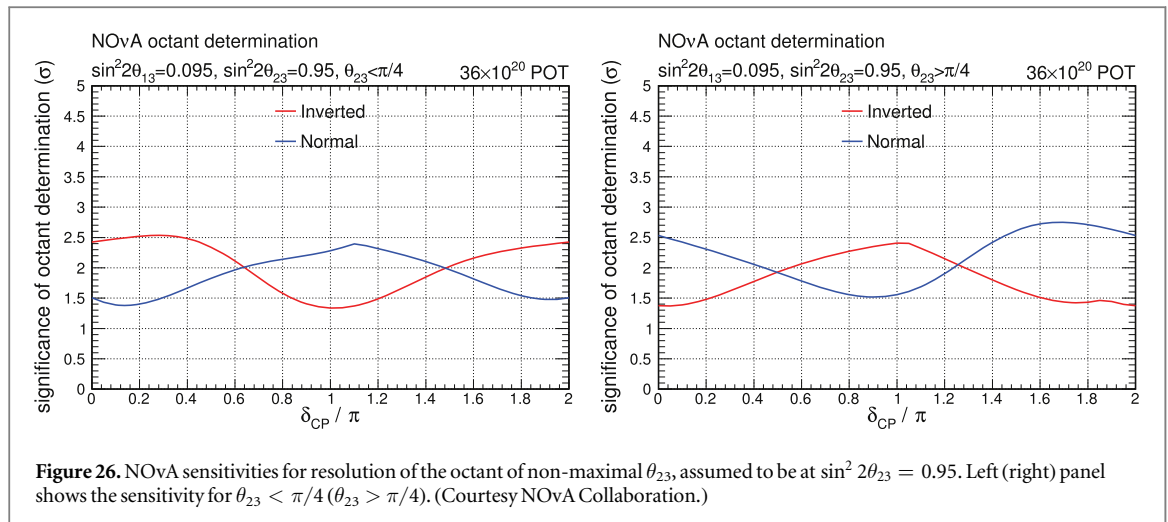 NOνA octant determination
sin²2θ₁₃=0.095, sin²2θ₂₃=0.95, θ₂₃<π/4 36×10²⁰ POT
significance of octant determination (σ)
5
4.5
4
3.5
3
2.5
2
1.5
1
0.5
0
Inverted
Normal
0 0.2 0.4 0.6 0.8 1 1.2 1.4 1.6 1.8 2
δ_CP / π
NOνA octant determination
sin²2θ₁₃=0.095, sin²2θ₂₃=0.95, θ₂₃>π/4 36×10²⁰ POT
significance of octant determination (σ)
5
4.5
4
3.5
3
2.5
2
1.5
1
0.5
0
Inverted
Normal
0 0.2 0.4 0.6 0.8 1 1.2 1.4 1.6 1.8 2
δ_CP / π
Figure 26. NOνA sensitivities for resolution of the octant of non-maximal θ₂₃, assumed to be at sin² 2θ₂₃ = 0.95. Left (right) panel
shows the sensitivity for θ₂₃ < π/4 (θ₂₃ > π/4). (Courtesy NOνA Collaboration.)